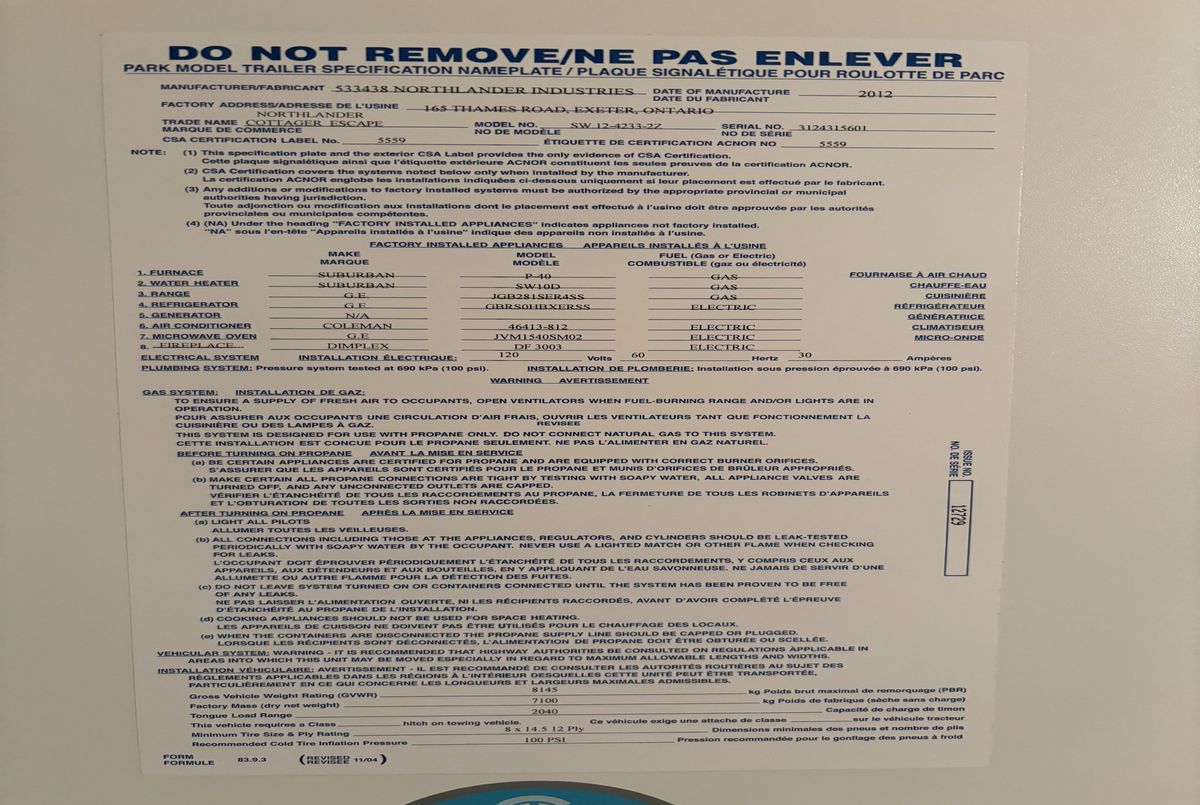 DO NOT REMOVE/NE PAS ENLEVER
PARK MODEL TRAILER SPECIFICATION NAMEPLATE / PLAQUE SIGNALÉTIQUE POUR ROULOTTE DE PARC
MANUFACTURER/FABRICANT 533438 NORTHLANDER INDUSTRIES DATE OF MANUFACTURE 2012
DATE DU FABRICANT
FACTORY ADDRESS/ADRESSE DE L'USINE 165 THAMES ROAD, EXETER, ONTARIO
NORTHLANDER
TRADE NAME COTTAGER ESCAPE MODEL NO. SW 12-4233-2Z SERIAL NO. 3124315601
MARQUE DE COMMERCE NO DE MODÈLE NO DE SÉRIE
CSA CERTIFICATION LABEL No. 5559 ÉTIQUETTE DE CERTIFICATION ACNOR NO 5559
NOTE: (1) This specification plate and the exterior CSA Label provides the only evidence of CSA Certification.
Cette plaque signalétique ainsi que l'étiquette extérieure ACNOR constituent les seules preuves de la certification ACNOR.
(2) CSA Certification covers the systems noted below only when installed by the manufacturer.
La certification ACNOR englobe les installations indiquées ci-dessous uniquement si leur placement est effectué par le fabricant.
(3) Any additions or modifications to factory installed systems must be authorized by the appropriate provincial or municipal
authorities having jurisdiction.
Toute adjonction ou modification aux installations dont le placement est effectué à l'usine doit être approuvée par les autorités
provinciales ou municipales compétentes.
(4) (NA) Under the heading "FACTORY INSTALLED APPLIANCES" indicates appliances not factory installed.
"NA" sous l'en-tête "Appareils installés à l'usine" indique des appareils non installés à l'usine.
FACTORY INSTALLED APPLIANCES APPAREILS INSTALLÉS À L'USINE
MAKE MODEL FUEL (Gas or Electric)
MARQUE MODÈLE COMBUSTIBLE (gaz ou électricité)
1. FURNACE SUBURBAN P-40 GAS FOURNAISE À AIR CHAUD
2. WATER HEATER SUBURBAN SW10D GAS CHAUFFE-EAU
3. RANGE G.E. JGB281SER4SS GAS CUISINIÈRE
4. REFRIGERATOR G.E GBRS0HBXERSS ELECTRIC RÉFRIGÉRATEUR
5. GENERATOR N/A GÉNÉRATRICE
6. AIR CONDITIONER COLEMAN 46413-812 ELECTRIC CLIMATISEUR
7. MICROWAVE OVEN G.E JVM1540SM02 ELECTRIC MICRO-ONDE
8. FIREPLACE DIMPLEX DF 3003 ELECTRIC
ELECTRICAL SYSTEM INSTALLATION ÉLECTRIQUE: 120 Volts 60 Hertz 30 Ampères
PLUMBING SYSTEM: Pressure system tested at 690 kPa (100 psi). INSTALLATION DE PLOMBERIE: Installation sous pression éprouvée à 690 kPa (100 psi).
WARNING AVERTISSEMENT
GAS SYSTEM: INSTALLATION DE GAZ:
TO ENSURE A SUPPLY OF FRESH AIR TO OCCUPANTS, OPEN VENTILATORS WHEN FUEL-BURNING RANGE AND/OR LIGHTS ARE IN
OPERATION.
POUR ASSURER AUX OCCUPANTS UNE CIRCULATION D'AIR FRAIS, OUVRIR LES VENTILATEURS TANT QUE FONCTIONNEMENT LA
CUISINIÈRE OU DES LAMPES À GAZ. REVISEE
THIS SYSTEM IS DESIGNED FOR USE WITH PROPANE ONLY. DO NOT CONNECT NATURAL GAS TO THIS SYSTEM.
CETTE INSTALLATION EST CONCUE POUR LE PROPANE SEULEMENT. NE PAS L'ALIMENTER EN GAZ NATUREL.
BEFORE TURNING ON PROPANE AVANT LA MISE EN SERVICE
(a) BE CERTAIN APPLIANCES ARE CERTIFIED FOR PROPANE AND ARE EQUIPPED WITH CORRECT BURNER ORIFICES.
S'ASSURER QUE LES APPAREILS SONT CERTIFIÉS POUR LE PROPANE ET MUNIS D'ORIFICES DE BRÛLEUR APPROPRIÉS.
(b) MAKE CERTAIN ALL PROPANE CONNECTIONS ARE TIGHT BY TESTING WITH SOAPY WATER, ALL APPLIANCE VALVES ARE
TURNED OFF, AND ANY UNCONNECTED OUTLETS ARE CAPPED.
VÉRIFIER L'ÉTANCHÉITÉ DE TOUS LES RACCORDEMENTS AU PROPANE, LA FERMETURE DE TOUS LES ROBINETS D'APPAREILS
ET L'OBTURATION DE TOUTES LES SORTIES NON RACCORDÉES.
AFTER TURNING ON PROPANE APRÈS LA MISE EN SERVICE
(a) LIGHT ALL PILOTS
ALLUMER TOUTES LES VEILLEUSES.
(b) ALL CONNECTIONS INCLUDING THOSE AT THE APPLIANCES, REGULATORS, AND CYLINDERS SHOULD BE LEAK-TESTED
PERIODICALLY WITH SOAPY WATER BY THE OCCUPANT. NEVER USE A LIGHTED MATCH OR OTHER FLAME WHEN CHECKING
FOR LEAKS.
L'OCCUPANT DOIT ÉPROUVER PÉRIODIQUEMENT L'ÉTANCHÉITÉ DE TOUS LES RACCORDEMENTS, Y COMPRIS CEUX AUX
APPAREILS, AUX DÉTENDEURS ET AUX BOUTEILLES, EN Y APPLIQUANT DE L'EAU SAVONNEUSE. NE JAMAIS DE SERVIR D'UNE
ALLUMETTE OU AUTRE FLAMME POUR LA DÉTECTION DES FUITES.
(c) DO NOT LEAVE SYSTEM TURNED ON OR CONTAINERS CONNECTED UNTIL THE SYSTEM HAS BEEN PROVEN TO BE FREE
OF ANY LEAKS.
NE PAS LAISSER L'ALIMENTATION OUVERTE, NI LES RÉCIPIENTS RACCORDÉS, AVANT D'AVOIR COMPLÉTÉ L'ÉPREUVE
D'ÉTANCHÉITÉ AU PROPANE DE L'INSTALLATION.
(d) COOKING APPLIANCES SHOULD NOT BE USED FOR SPACE HEATING.
LES APPAREILS DE CUISSON NE DOIVENT PAS ÊTRE UTILISÉS POUR LE CHAUFFAGE DES LOCAUX.
(e) WHEN THE CONTAINERS ARE DISCONNECTED THE PROPANE SUPPLY LINE SHOULD BE CAPPED OR PLUGGED.
LORSQUE LES RÉCIPIENTS SONT DÉCONNECTÉS, L'ALIMENTATION DE PROPANE DOIT ÊTRE OBTURÉE OU SCELLÉE.
VEHICULAR SYSTEM: WARNING - IT IS RECOMMENDED THAT HIGHWAY AUTHORITIES BE CONSULTED ON REGULATIONS APPLICABLE IN
AREAS INTO WHICH THIS UNIT MAY BE MOVED ESPECIALLY IN REGARD TO MAXIMUM ALLOWABLE LENGTHS AND WIDTHS.
INSTALLATION VÉHICULAIRE: AVERTISSEMENT - IL EST RECOMMANDÉ DE CONSULTER LES AUTORITÉS ROUTIÈRES AU SUJET DES
RÈGLEMENTS APPLICABLES DANS LES RÉGIONS À L'INTÉRIEUR DESQUELLES CETTE UNITÉ PEUT ÊTRE TRANSPORTÉE,
PARTICULIÈREMENT EN CE QUI CONCERNE LES LONGUEURS ET LARGEURS MAXIMALES ADMISSIBLES.
Gross Vehicle Weight Rating (GVWR) 8145 kg Poids brut maximal de remorquage (PBR)
Factory Mass (dry net weight) 7100 kg Poids de fabrique (sèche sans charge)
Tongue Load Range 2040 Capacité de charge de timon
This vehicle requires a Class hitch on towing vehicle. Ce véhicule exige une attache de classe sur le véhicule tracteur
Minimum Tire Size & Ply Rating 8 x 14.5 12 Ply Dimensions minimales des pneus et nombre de plis
Recommended Cold Tire Inflation Pressure 100 PSI Pression recommandée pour le gonflage des pneus à froid
FORM 83.9.3 (REVISED
FORMULE REVISÉE 11/04)
ISSUE NO.
NO. DE SÉRIE
12729